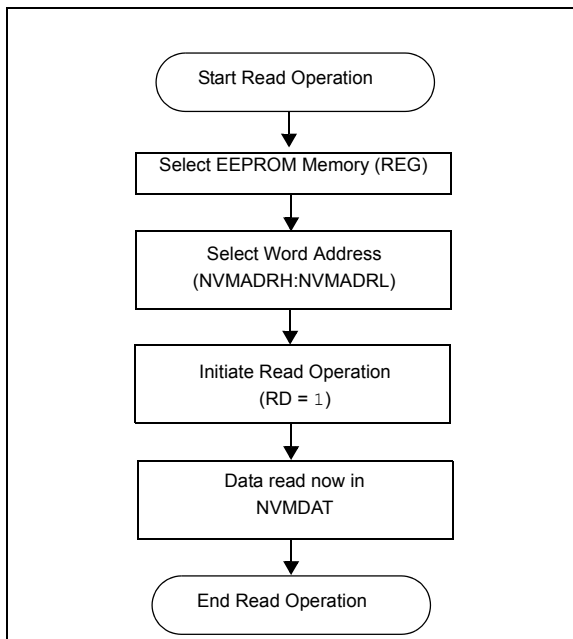 Start Read Operation
Select EEPROM Memory (REG)
Select Word Address
(NVMADRH:NVMADRL)
Initiate Read Operation
(RD = 1)
Data read now in
NVMDAT
End Read Operation